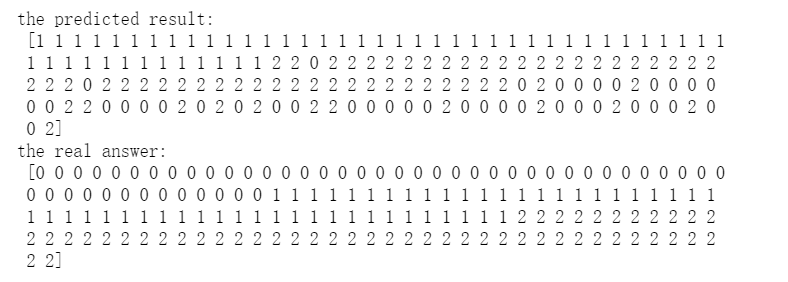 the predicted result:
[1 1 1 1 1 1 1 1 1 1 1 1 1 1 1 1 1 1 1 1 1 1 1 1 1 1 1 1 1 1 1 1 1 1 1 1 1
1 1 1 1 1 1 1 1 1 1 1 1 1 2 2 0 2 2 2 2 2 2 2 2 2 2 2 2 2 2 2 2 2 2 2 2 2
2 2 2 0 2 2 2 2 2 2 2 2 2 2 2 2 2 2 2 2 2 2 2 2 2 2 0 2 0 0 0 0 2 0 0 0 0
0 0 2 2 0 0 0 0 2 0 2 0 2 0 0 2 2 0 0 0 0 0 2 0 0 0 0 2 0 0 0 2 0 0 0 2 0
0 2]
the real answer:
[0 0 0 0 0 0 0 0 0 0 0 0 0 0 0 0 0 0 0 0 0 0 0 0 0 0 0 0 0 0 0 0 0 0 0 0 0
0 0 0 0 0 0 0 0 0 0 0 0 0 1 1 1 1 1 1 1 1 1 1 1 1 1 1 1 1 1 1 1 1 1 1 1 1
1 1 1 1 1 1 1 1 1 1 1 1 1 1 1 1 1 1 1 1 1 1 1 1 1 1 2 2 2 2 2 2 2 2 2 2 2
2 2 2 2 2 2 2 2 2 2 2 2 2 2 2 2 2 2 2 2 2 2 2 2 2 2 2 2 2 2 2 2 2 2 2 2 2
2 2]